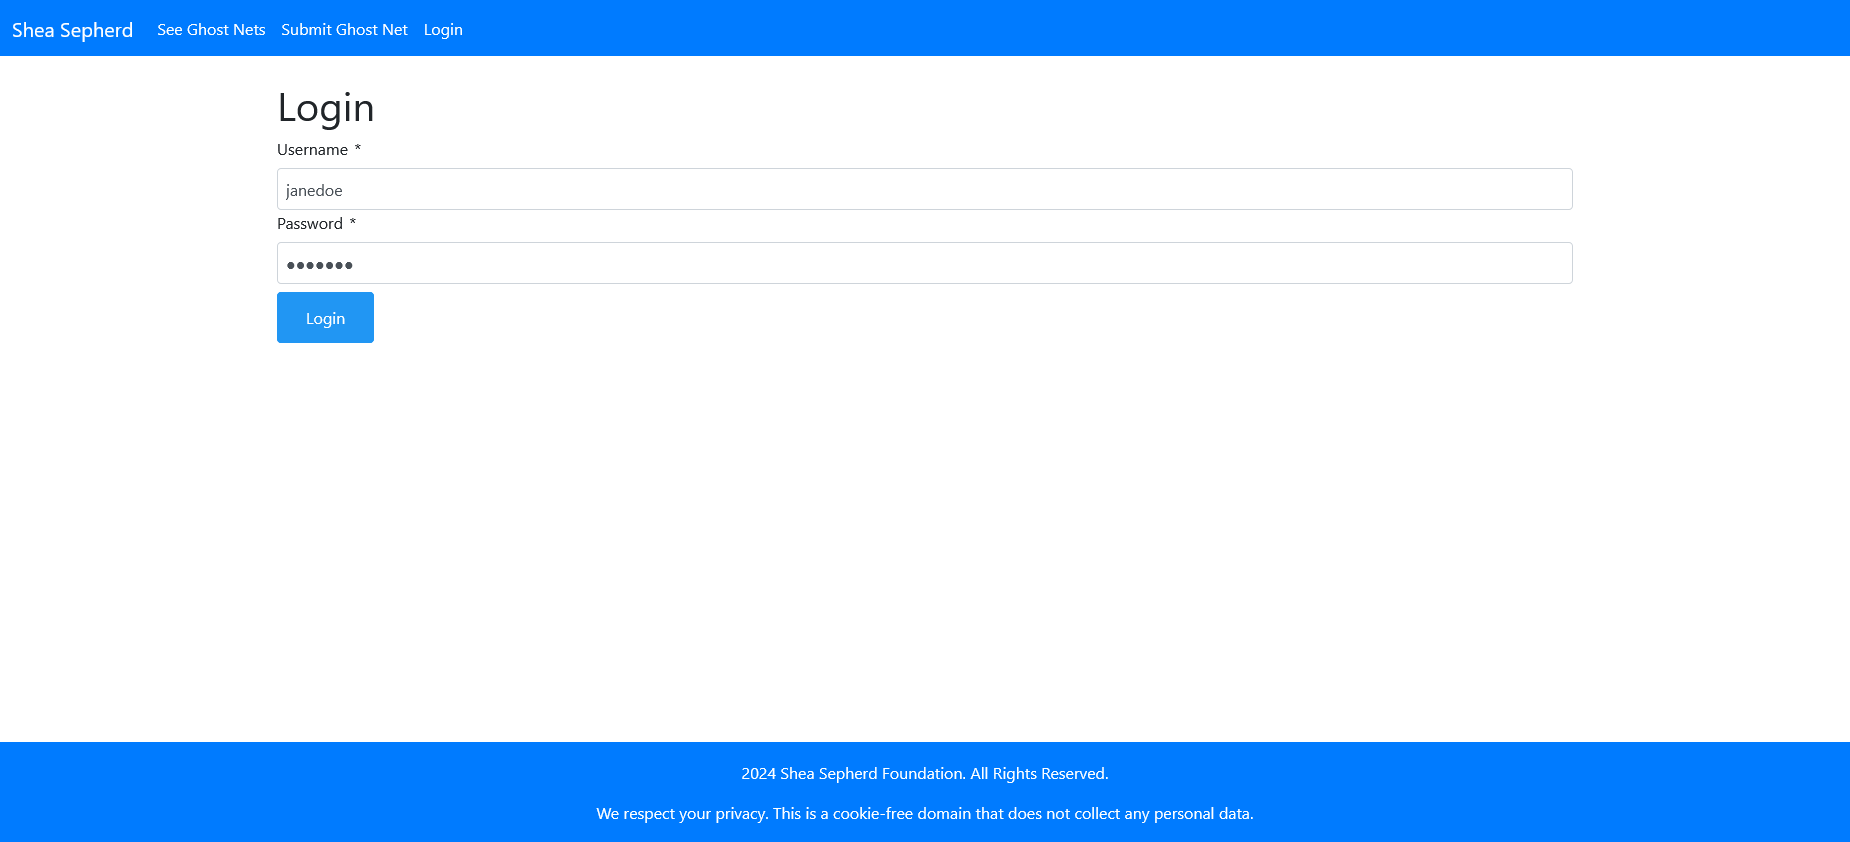 Shea Sepherd See Ghost Nets Submit Ghost Net Login
Login
Username *
janedoe
Password *
•••••••
Login
2024 Shea Sepherd Foundation. All Rights Reserved.
We respect your privacy. This is a cookie-free domain that does not collect any personal data.